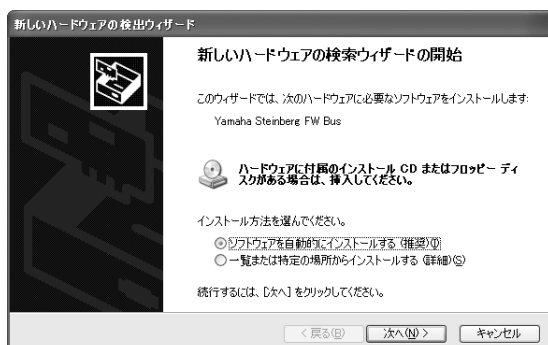 新しいハードウェアの検出ウィザード
新しいハードウェアの検索ウィザードの開始
このウィザードでは、次のハードウェアに必要なソフトウェアをインストールします:
Yamaha Steinberg FW Bus
ハードウェアに付属のインストール CD またはフロッピー ディ
スクがある場合は、挿入してください。
インストール方法を選んでください。
ソフトウェアを自動的にインストールする (推奨)(I)
一覧または特定の場所からインストールする (詳細)(S)
続行するには、[次へ] をクリックしてください。
< 戻る(B) 次へ(N) > キャンセル